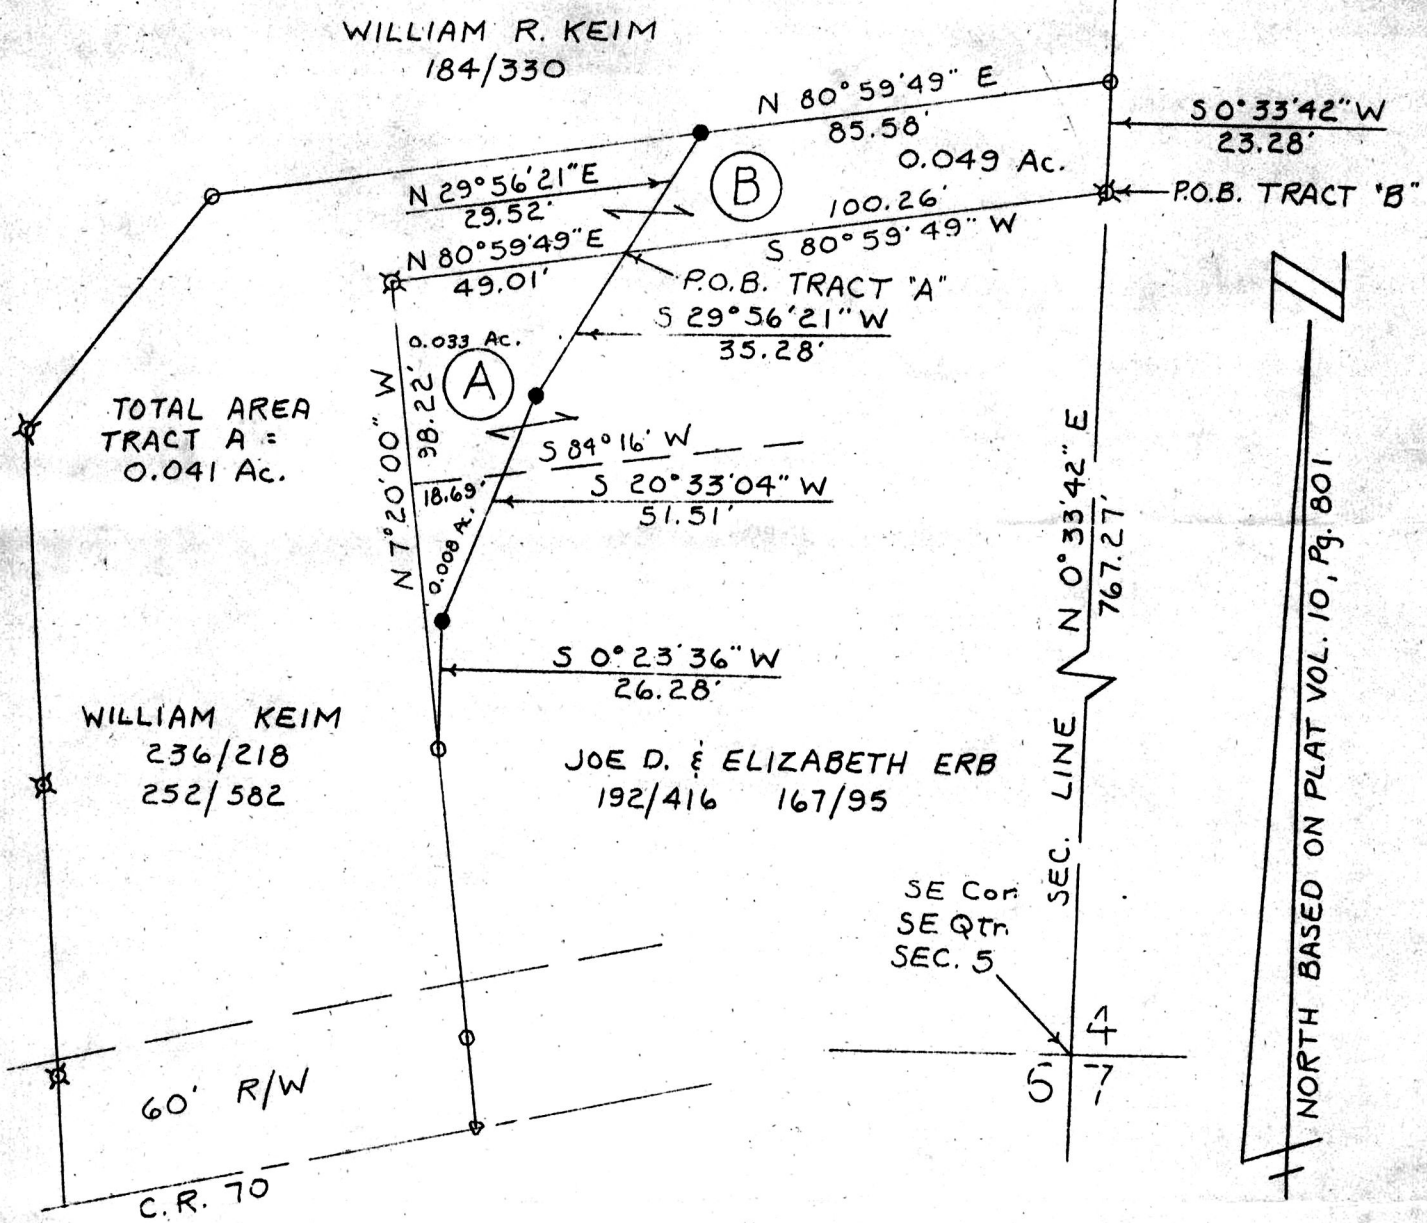 WILLIAM R. KEIM
184/330
N 80°59'49" E
85.58'
0.049 Ac.
S 0°33'42" W
23.28'
P.O.B. TRACT "B"
N 29°56'21" E
29.52'
B
100.26'
S 80°59'49" W
N 80°59'49" E
49.01'
P.O.B. TRACT "A"
S 29°56'21" W
35.28'
0.033 Ac.
A
TOTAL AREA
TRACT A =
0.041 Ac.
N 7°20'00" W
98.22'
S 84°16' W
18.69'
S 20°33'04" W
51.51'
0.008 Ac.
N 0°33'42" E
767.27'
SEC. LINE
S 0°23'36" W
26.28'
WILLIAM KEIM
236/218
252/582
JOE D. & ELIZABETH ERB
192/416 167/95
SE Cor.
SE Qtr.
SEC. 5
4
7
N
NORTH BASED ON PLAT VOL. 10, Pg. 801
60' R/W
C.R. 70